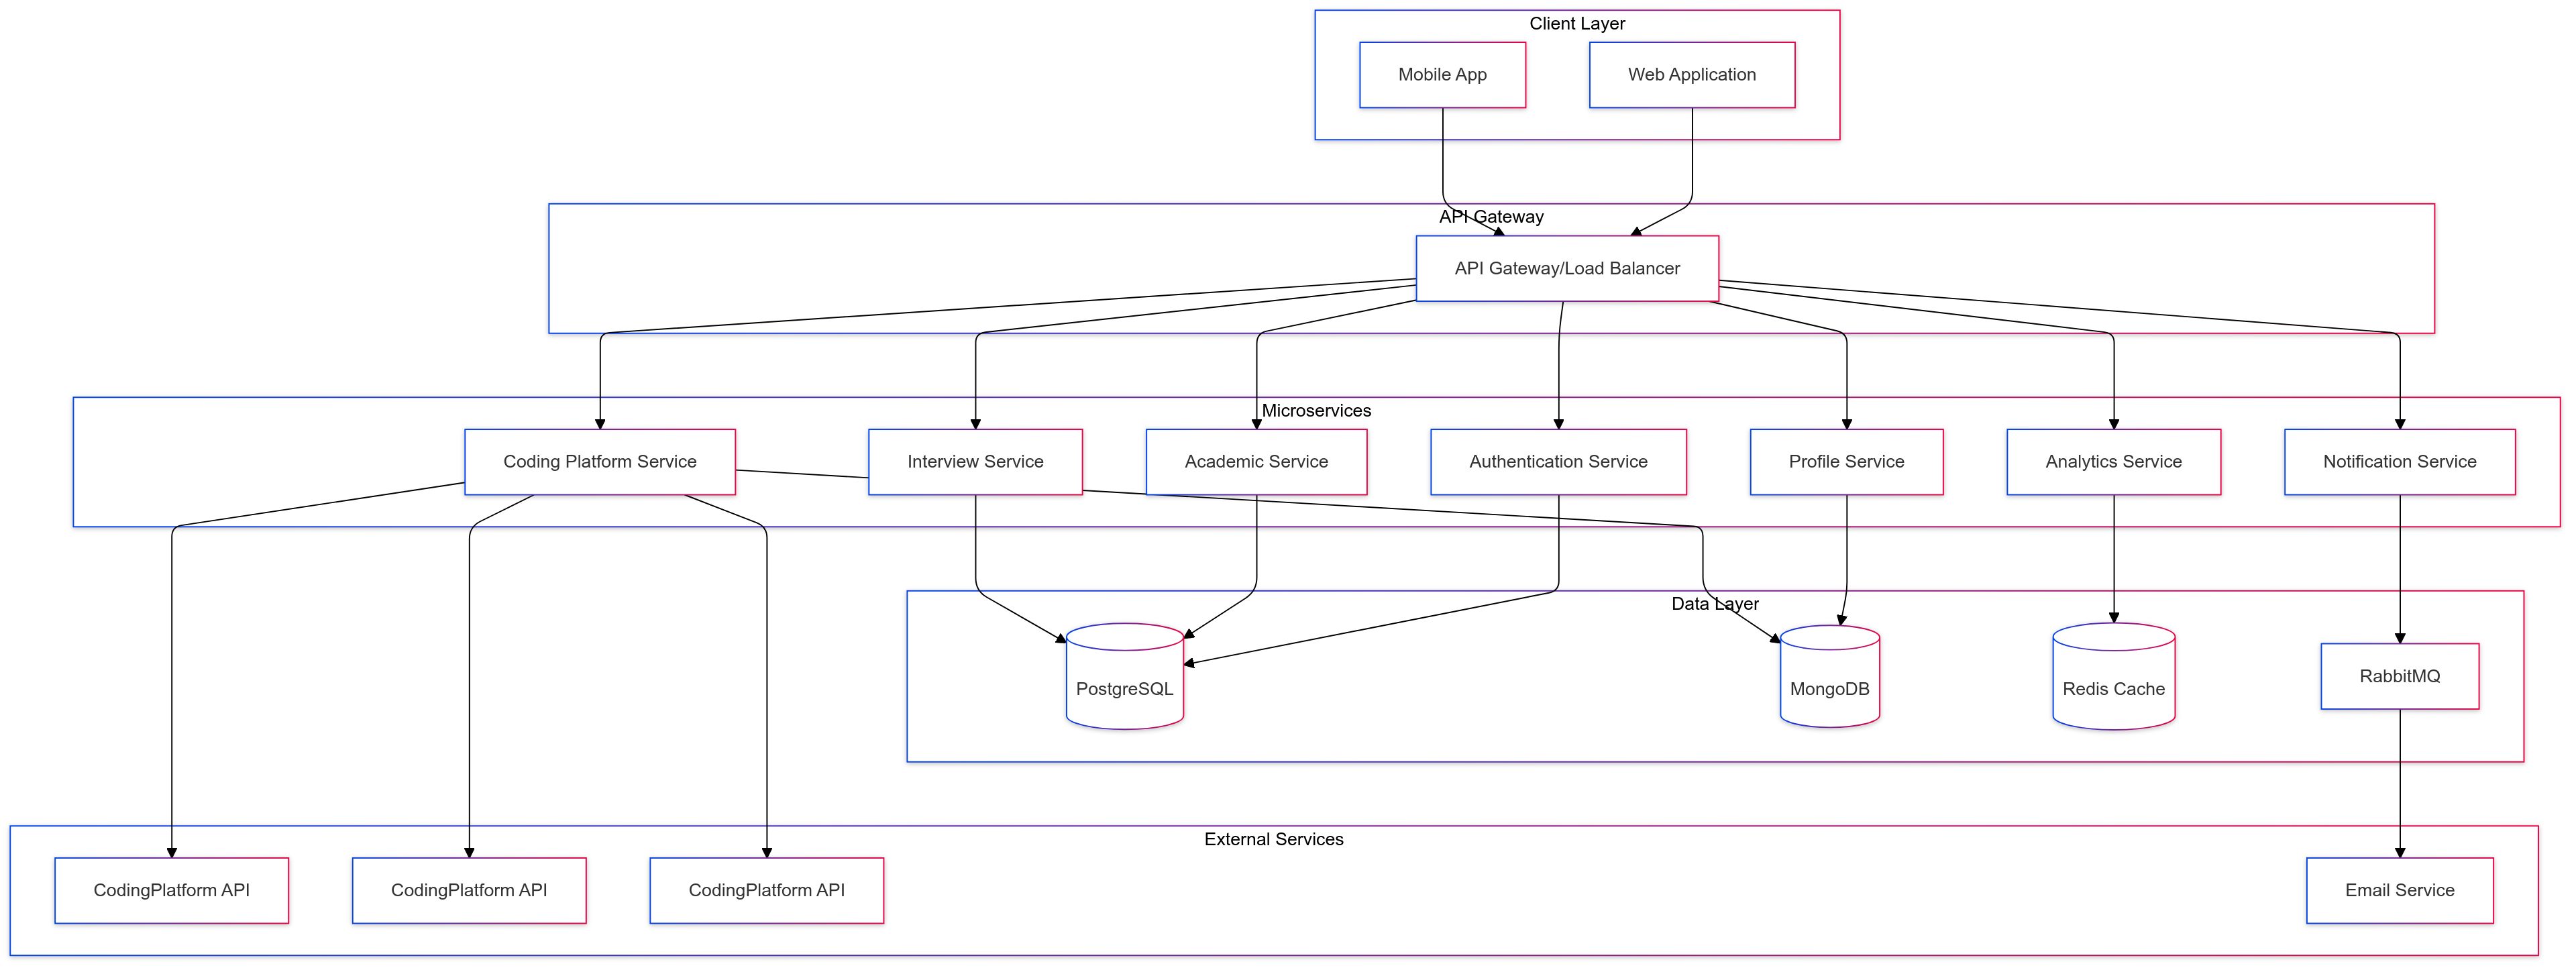 Client Layer
Mobile App
Web Application
API Gateway
API Gateway/Load Balancer
Microservices
Coding Platform Service
Interview Service
Academic Service
Authentication Service
Profile Service
Analytics Service
Notification Service
Data Layer
PostgreSQL
MongoDB
Redis Cache
RabbitMQ
External Services
CodingPlatform API
CodingPlatform API
CodingPlatform API
Email Service